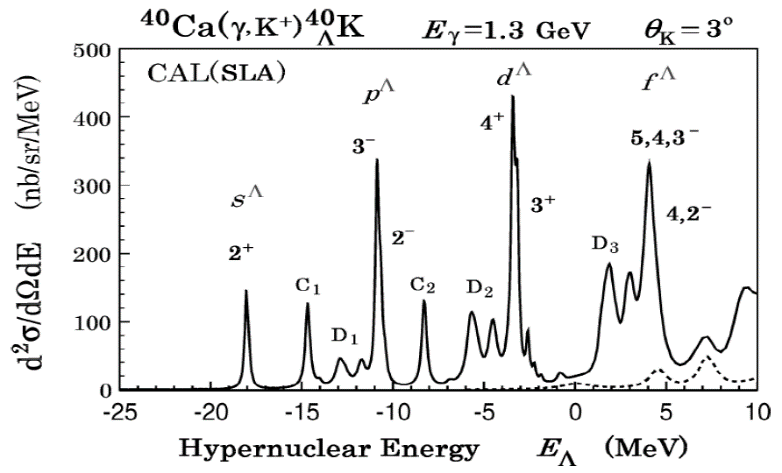 ⁴⁰Ca(γ,K⁺)⁴⁰ΛK   Eγ=1.3 GeV   θK=3°
CAL(SLA)
d²σ/dΩdE (nb/sr/MeV)
500
400
300
200
100
0
sΛ
2⁺
C₁
D₁
pΛ
3⁻
2⁻
C₂
D₂
dΛ
4⁺
3⁺
fΛ
5,4,3⁻
4,2⁻
D₃
-25 -20 -15 -10 -5 0 5 10
Hypernuclear Energy EΛ (MeV)